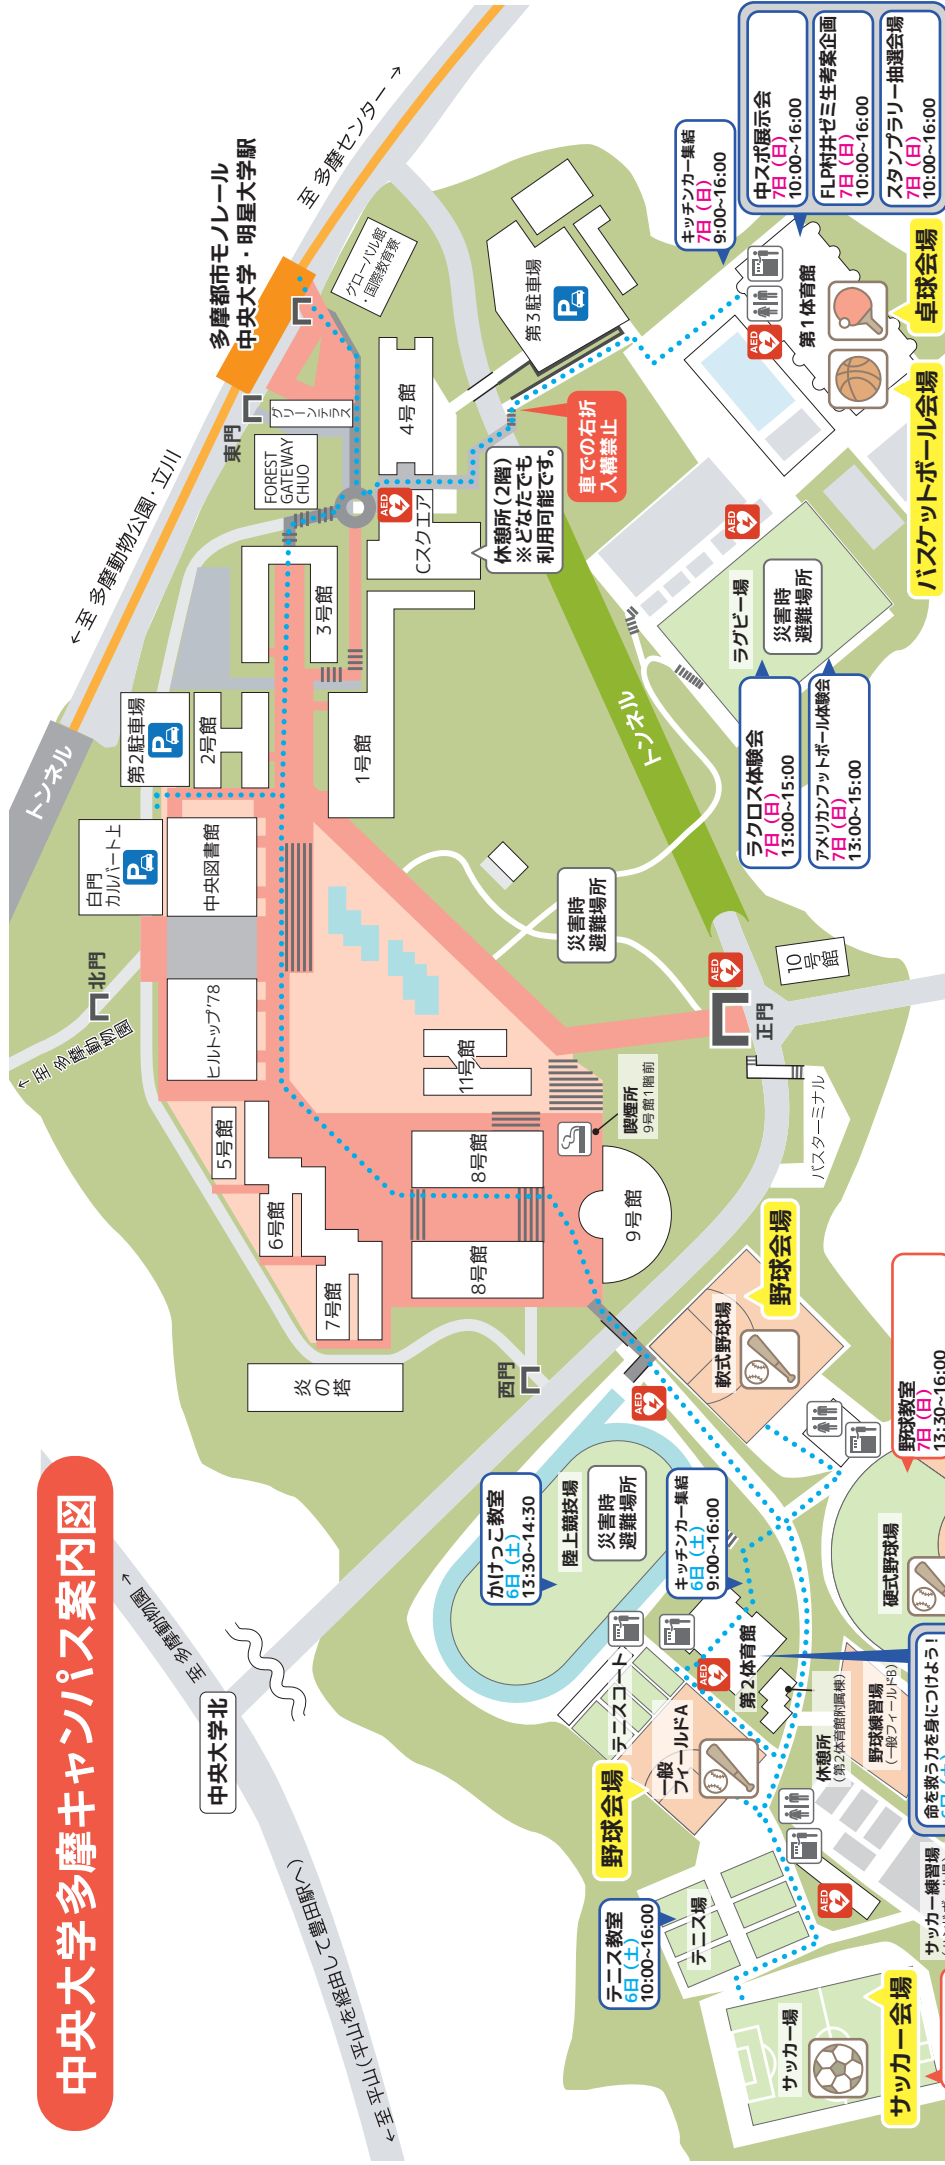 中央大学多摩キャンパス案内図
←至 平山(平山を経由して豊田駅へ)
中央大学北
至 多摩動物園→
←至 多摩動物園
北門
トンネル
←至 多摩動物公園・立川
至 多摩センター→
多摩都市モノレール
中央大学・明星大学駅
東門
グリーンテラス
FOREST
GATEWAY
CHUO
グローバル館
・国際教育寮
白門
カルバート上
P
第2駐車場
P
2号館
中央図書館
ヒルトップ'78
3号館
4号館
AED
Cスクエア
休憩所(2階)
※どなたでも
利用可能です。
第3駐車場
P
車での右折
入構禁止
1号館
5号館
6号館
7号館
8号館
8号館
11号館
9号館
喫煙所
9号館1階前
炎の塔
西門
トンネル
災害時
避難場所
AED
正門
10
号
館
バスターミナル
キッチンカー集結
7日(日)
9:00~16:00
中スポ展示会
7日(日)
10:00~16:00
FLP村井ゼミ生考案企画
7日(日)
10:00~16:00
スタンプラリー抽選会場
7日(日)
10:00~16:00
AED
第1体育館
卓球会場
バスケットボール会場
AED
ラグビー場
災害時
避難場所
ラクロス体験会
7日(日)
13:00~15:00
アメリカンフットボール体験会
7日(日)
13:00~15:00
野球会場
軟式野球場
AED
かけっこ教室
6日(土)
13:30~14:30
陸上競技場
災害時
避難場所
キッチンカー集結
6日(土)
9:00~16:00
野球教室
7日(日)
13:30~16:00
硬式野球場
テニスコート
AED
第2体育館
一般
フィールドA
野球会場
休憩所
(第2体育館附属棟)
野球練習場
(一般フィールドB)
命を救う力を身につけよう!
テニス教室
6日(土)
10:00~16:00
テニス場
AED
サッカー練習場
サッカー場
サッカー会場